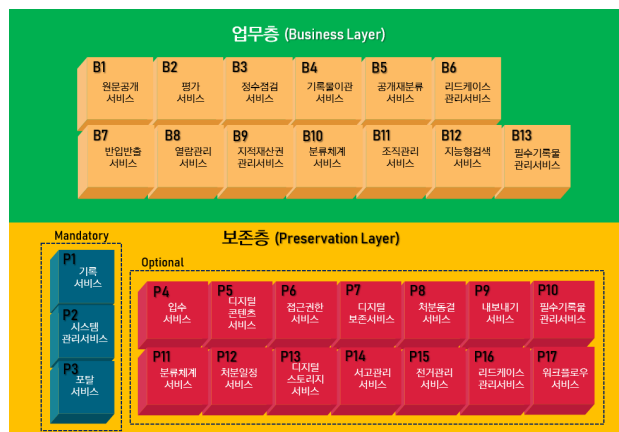 업무층 (Business Layer)
B1
원문공개
서비스
B2
평가
서비스
B3
정수점검
서비스
B4
기록물이관
서비스
B5
공개재분류
서비스
B6
리드케이스
관리서비스
B7
반입반출
서비스
B8
열람관리
서비스
B9
지적재산권
관리서비스
B10
분류체계
서비스
B11
조직관리
서비스
B12
지능형검색
서비스
B13
필수기록물
관리서비스
보존층 (Preservation Layer)
Mandatory
P1
기록
서비스
P2
시스템
관리서비스
P3
포탈
서비스
Optional
P4
입수
서비스
P5
디지털
콘텐츠
서비스
P6
접근권한
서비스
P7
디지털
보존서비스
P8
처분동결
서비스
P9
내보내기
서비스
P10
필수기록물
관리서비스
P11
분류체계
서비스
P12
처분일정
서비스
P13
디지털
스토리지
서비스
P14
서고관리
서비스
P15
전거관리
서비스
P16
리드케이스
관리서비스
P17
워크플로우
서비스